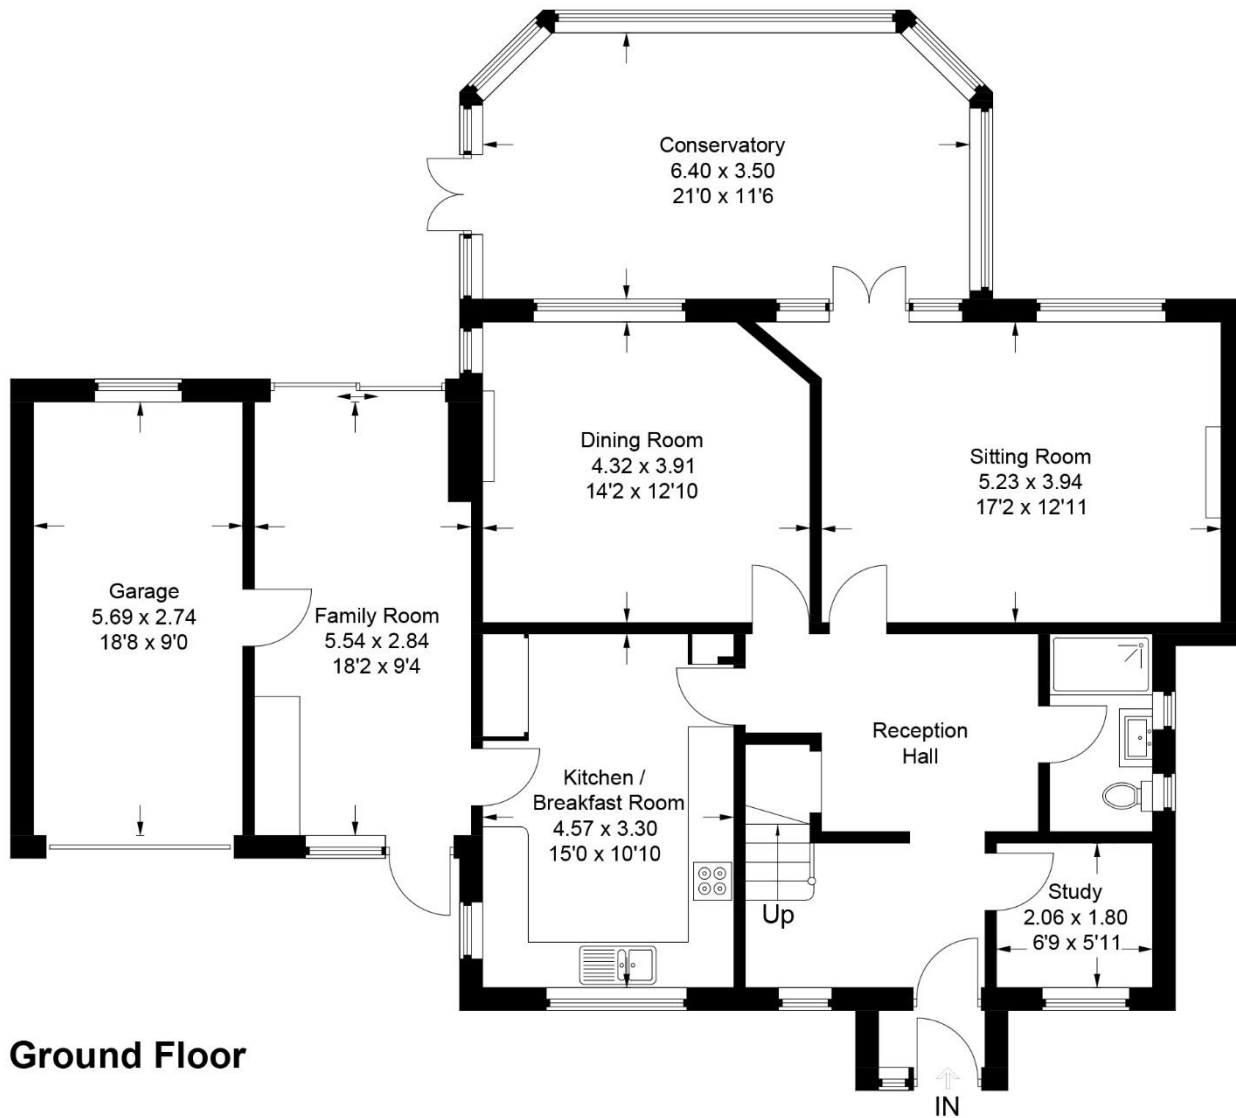 Conservatory
6.40 x 3.50
21'0 x 11'6
Dining Room
4.32 x 3.91
14'2 x 12'10
Sitting Room
5.23 x 3.94
17'2 x 12'11
Garage
5.69 x 2.74
18'8 x 9'0
Family Room
5.54 x 2.84
18'2 x 9'4
Reception
Hall
Kitchen /
Breakfast Room
4.57 x 3.30
15'0 x 10'10
Up
Study
2.06 x 1.80
6'9 x 5'11
Ground Floor
IN